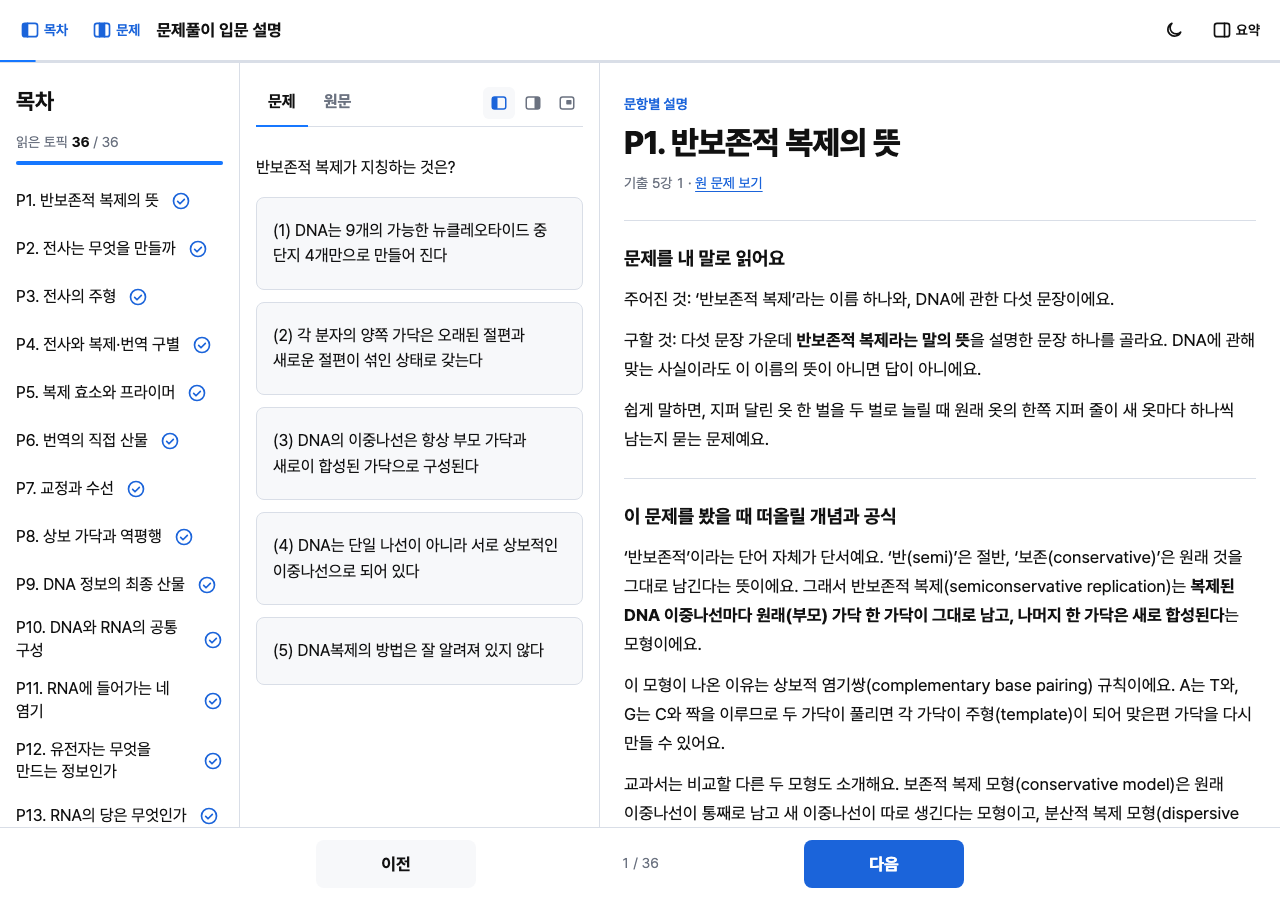 목차 문제 문제풀이 입문 설명 요약
목차
읽은 토픽 36 / 36
P1. 반보존적 복제의 뜻
P2. 전사는 무엇을 만들까
P3. 전사의 주형
P4. 전사와 복제·번역 구별
P5. 복제 효소와 프라이머
P6. 번역의 직접 산물
P7. 교정과 수선
P8. 상보 가닥과 역평행
P9. DNA 정보의 최종 산물
P10. DNA와 RNA의 공통
구성
P11. RNA에 들어가는 네
염기
P12. 유전자는 무엇을
만드는 정보인가
P13. RNA의 당은 무엇인가
문제 원문
반보존적 복제가 지칭하는 것은?
(1) DNA는 9개의 가능한 뉴클레오타이드 중
단지 4개만으로 만들어 진다
(2) 각 분자의 양쪽 가닥은 오래된 절편과
새로운 절편이 섞인 상태로 갖는다
(3) DNA의 이중나선은 항상 부모 가닥과
새로이 합성된 가닥으로 구성된다
(4) DNA는 단일 나선이 아니라 서로 상보적인
이중나선으로 되어 있다
(5) DNA복제의 방법은 잘 알려져 있지 않다
문항별 설명
P1. 반보존적 복제의 뜻
기출 5강 1 · 원 문제 보기
문제를 내 말로 읽어요
주어진 것: ‘반보존적 복제’라는 이름 하나와, DNA에 관한 다섯 문장이에요.
구할 것: 다섯 문장 가운데 반보존적 복제라는 말의 뜻을 설명한 문장 하나를 골라요. DNA에 관해
맞는 사실이라도 이 이름의 뜻이 아니면 답이 아니에요.
쉽게 말하면, 지퍼 달린 옷 한 벌을 두 벌로 늘릴 때 원래 옷의 한쪽 지퍼 줄이 새 옷마다 하나씩
남는지 묻는 문제예요.
이 문제를 봤을 때 떠올릴 개념과 공식
‘반보존적’이라는 단어 자체가 단서예요. ‘반(semi)’은 절반, ‘보존(conservative)’은 원래 것을
그대로 남긴다는 뜻이에요. 그래서 반보존적 복제(semiconservative replication)는 복제된
DNA 이중나선마다 원래(부모) 가닥 한 가닥이 그대로 남고, 나머지 한 가닥은 새로 합성된다는
모형이에요.
이 모형이 나온 이유는 상보적 염기쌍(complementary base pairing) 규칙이에요. A는 T와,
G는 C와 짝을 이루므로 두 가닥이 풀리면 각 가닥이 주형(template)이 되어 맞은편 가닥을 다시
만들 수 있어요.
교과서는 비교할 다른 두 모형도 소개해요. 보존적 복제 모형(conservative model)은 원래
이중나선이 통째로 남고 새 이중나선이 따로 생긴다는 모형이고, 분산적 복제 모형(dispersive
이전 1 / 36 다음